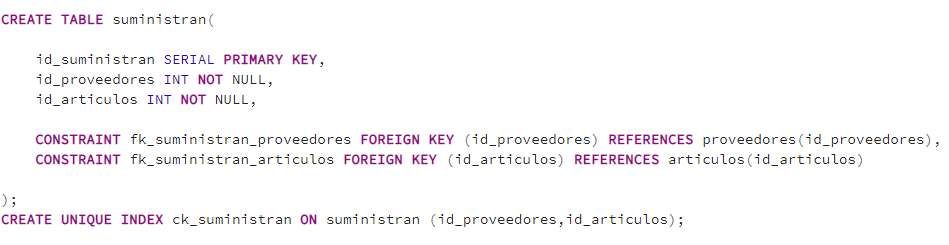 CREATE TABLE suministran(
id_suministran SERIAL PRIMARY KEY,
id_proveedores INT NOT NULL,
id_articulos INT NOT NULL,
CONSTRAINT fk_suministran_proveedores FOREIGN KEY (id_proveedores) REFERENCES proveedores(id_proveedores),
CONSTRAINT fk_suministran_articulos FOREIGN KEY (id_articulos) REFERENCES articulos(id_articulos)
);
CREATE UNIQUE INDEX ck_suministran ON suministran (id_proveedores,id_articulos);